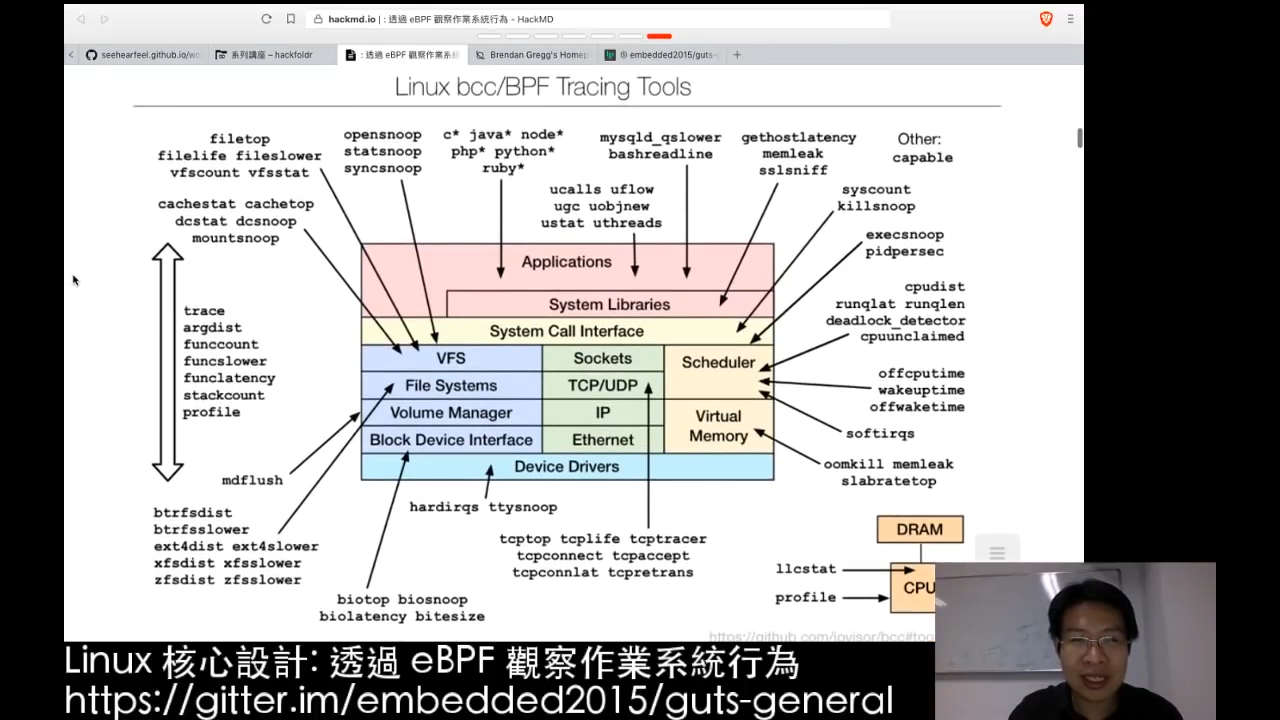 hackmd.io | : 透過 eBPF 觀察作業系統行為 - HackMD
seehearfeel.github.io/wo
系列講座 – hackfoldr
: 透過 eBPF 觀察作業系統
Brendan Gregg's Homep
embedded2015/guts-
Linux bcc/BPF Tracing Tools
filetop
filelife fileslower
vfscount vfsstat
opensnoop
statsnoop
syncsnoop
c* java* node*
php* python*
ruby*
mysqld_qslower
bashreadline
gethostlatency
memleak
sslsniff
Other:
capable
cachestat cachetop
dcstat dcsnoop
mountsnoop
ucalls uflow
ugc uobjnew
ustat uthreads
syscount
killsnoop
execsnoop
pidpersec
Applications
System Libraries
System Call Interface
VFS
Sockets
Scheduler
File Systems
TCP/UDP
Volume Manager
IP
Virtual
Memory
Block Device Interface
Ethernet
Device Drivers
trace
argdist
funccount
funcslower
funclatency
stackcount
profile
cpudist
runqlat runqlen
deadlock_detector
cpuunclaimed
offcputime
wakeuptime
offwaketime
softirqs
oomkill memleak
slabratetop
mdflush
hardirqs ttysnoop
btrfsdist
btrfsslower
ext4dist ext4slower
xfsdist xfsslower
zfsdist zfsslower
tcptop tcplife tcptracer
tcpconnect tcpaccept
tcpconnlat tcpretrans
biotop biosnoop
biolatency bitesize
DRAM
llcstat
CPU
profile
https://github.com/iovisor/bcc#too
Linux 核心設計: 透過 eBPF 觀察作業系統行為
https://gitter.im/embedded2015/guts-general